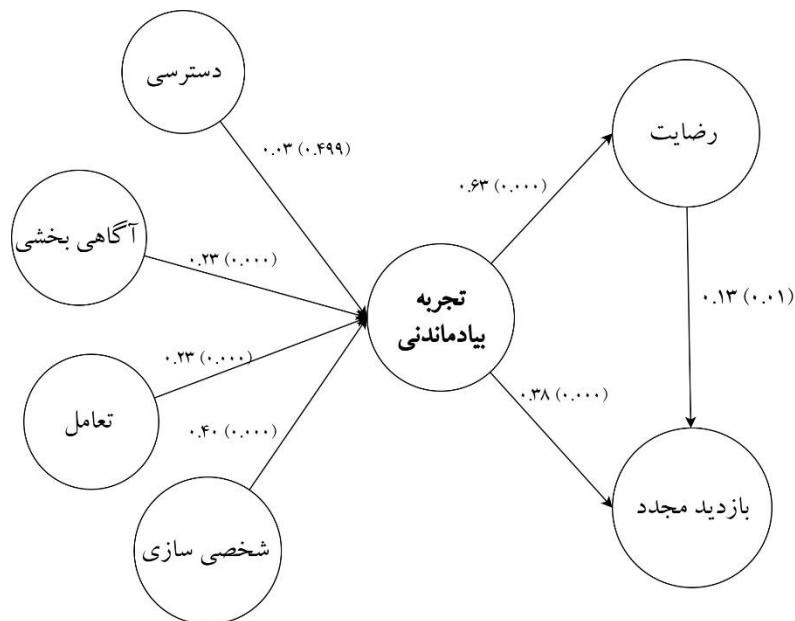 دسترسی
رضایت
۰.۰۳ (۰.۴۹۹)
۰.۶۳ (۰.۰۰۰)
آگاهی بخشی
۰.۲۳ (۰.۰۰۰)
تجربه
بیادماندنی
۰.۱۳ (۰.۰۱)
۰.۲۳ (۰.۰۰۰)
تعامل
۰.۳۸ (۰.۰۰۰)
۰.۴۰ (۰.۰۰۰)
بازدید مجدد
شخصی سازی